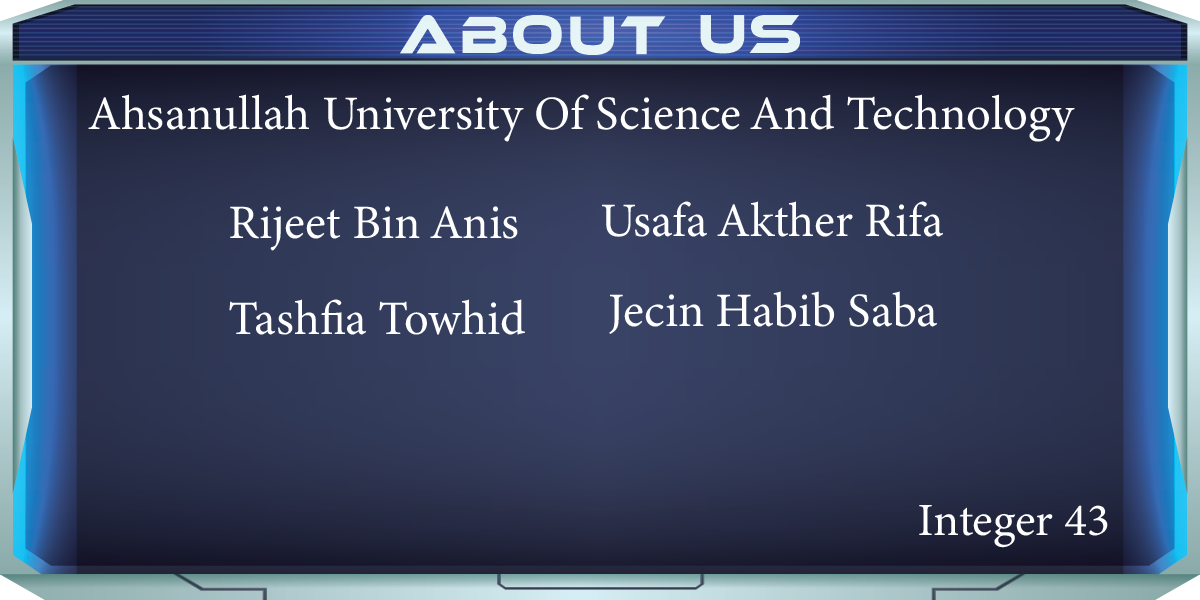 ABOUT US
Ahsanullah University Of Science And Technology
Rijeet Bin Anis
Usafa Akther Rifa
Tashfia Towhid
Jecin Habib Saba
Integer 43